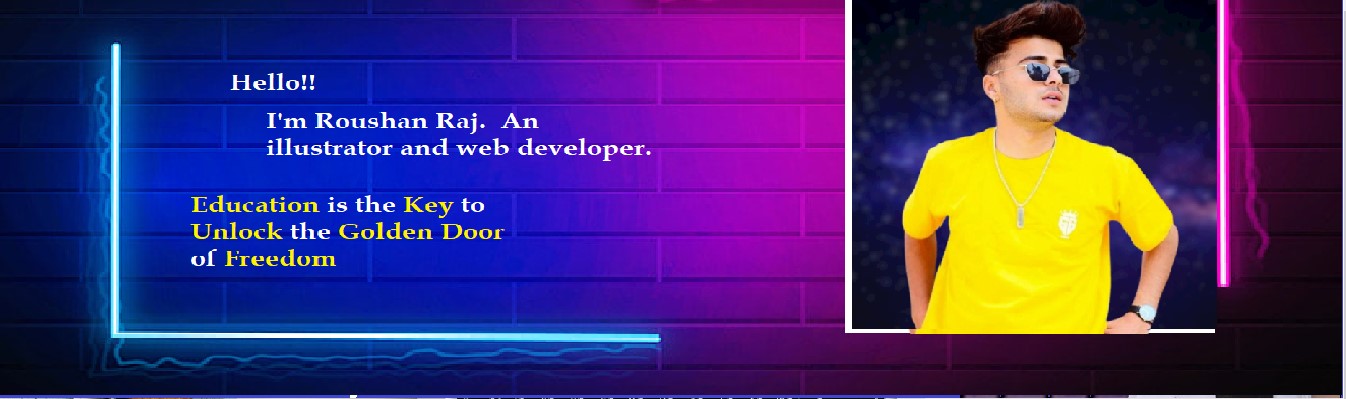 Hello!!
I'm Roushan Raj. An
illustrator and web developer.
Education is the Key to
Unlock the Golden Door
of Freedom